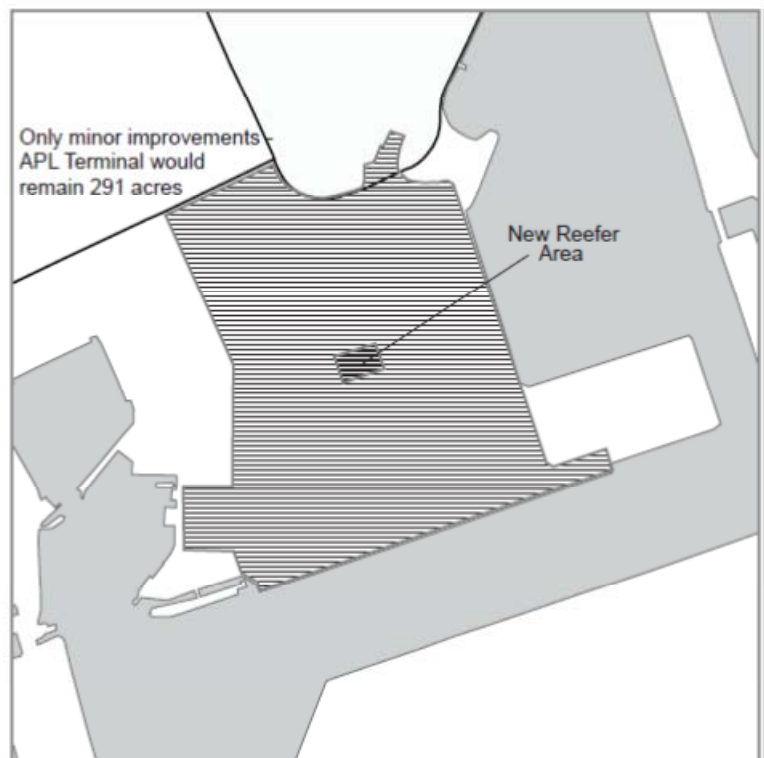 Only minor improvements
APL Terminal would
remain 291 acres
New Reefer
Area